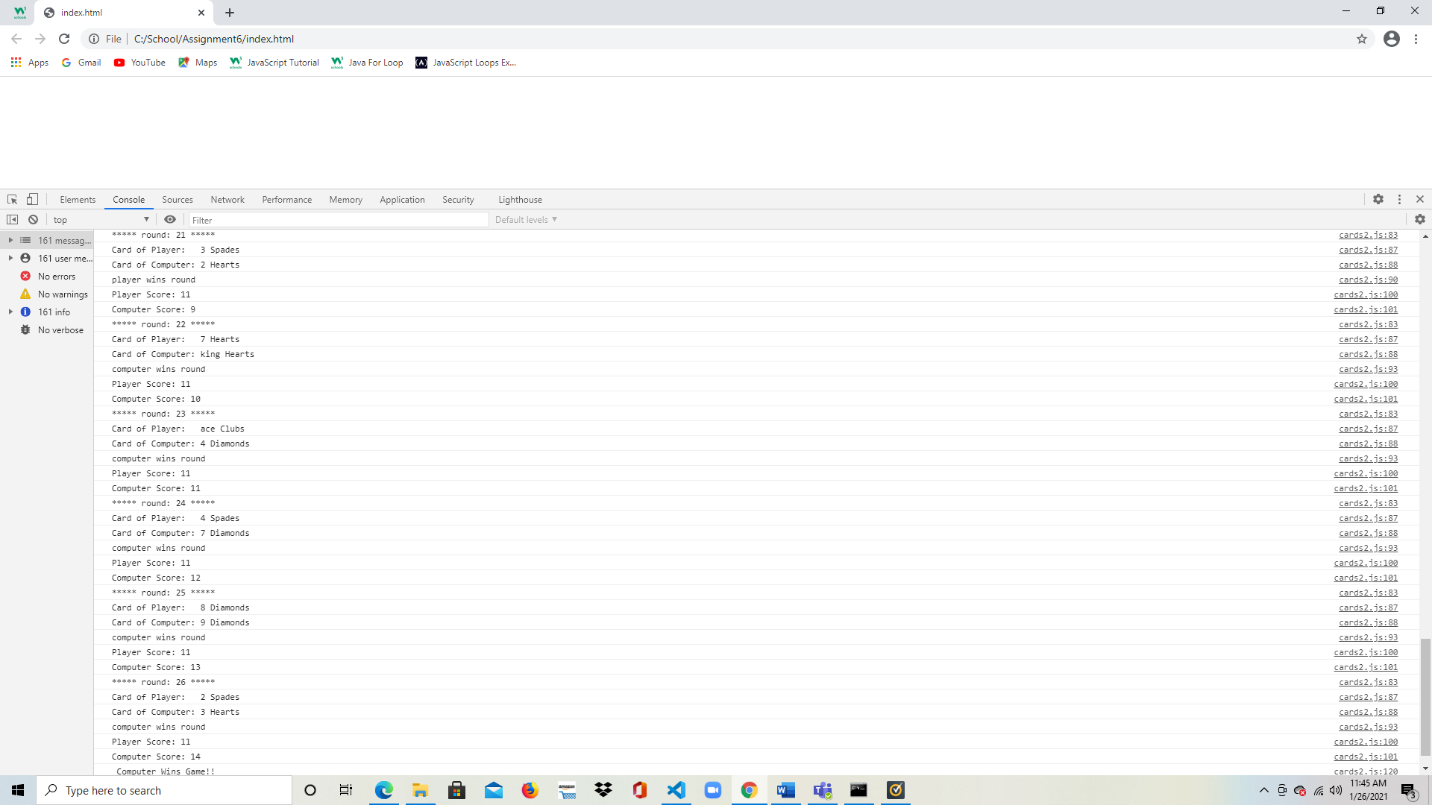 index.html
File C:/School/Assignment6/index.html
Apps Gmail YouTube Maps JavaScript Tutorial Java For Loop JavaScript Loops Ex...
Elements Console Sources Network Performance Memory Application Security Lighthouse
top Filter Default levels
161 messag...
161 user me...
No errors
No warnings
161 info
No verbose
***** round: 21 ***** cards2.js:83
Card of Player: 3 Spades cards2.js:87
Card of Computer: 2 Hearts cards2.js:88
player wins round cards2.js:90
Player Score: 11 cards2.js:100
Computer Score: 9 cards2.js:101
***** round: 22 ***** cards2.js:83
Card of Player: 7 Hearts cards2.js:87
Card of Computer: king Hearts cards2.js:88
computer wins round cards2.js:93
Player Score: 11 cards2.js:100
Computer Score: 10 cards2.js:101
***** round: 23 ***** cards2.js:83
Card of Player: ace Clubs cards2.js:87
Card of Computer: 4 Diamonds cards2.js:88
computer wins round cards2.js:93
Player Score: 11 cards2.js:100
Computer Score: 11 cards2.js:101
***** round: 24 ***** cards2.js:83
Card of Player: 4 Spades cards2.js:87
Card of Computer: 7 Diamonds cards2.js:88
computer wins round cards2.js:93
Player Score: 11 cards2.js:100
Computer Score: 12 cards2.js:101
***** round: 25 ***** cards2.js:83
Card of Player: 8 Diamonds cards2.js:87
Card of Computer: 9 Diamonds cards2.js:88
computer wins round cards2.js:93
Player Score: 11 cards2.js:100
Computer Score: 13 cards2.js:101
***** round: 26 ***** cards2.js:83
Card of Player: 2 Spades cards2.js:87
Card of Computer: 3 Hearts cards2.js:88
computer wins round cards2.js:93
Player Score: 11 cards2.js:100
Computer Score: 14 cards2.js:101
Computer Wins Game!! cards2.js:120
Type here to search
11:45 AM
1/26/2021
3